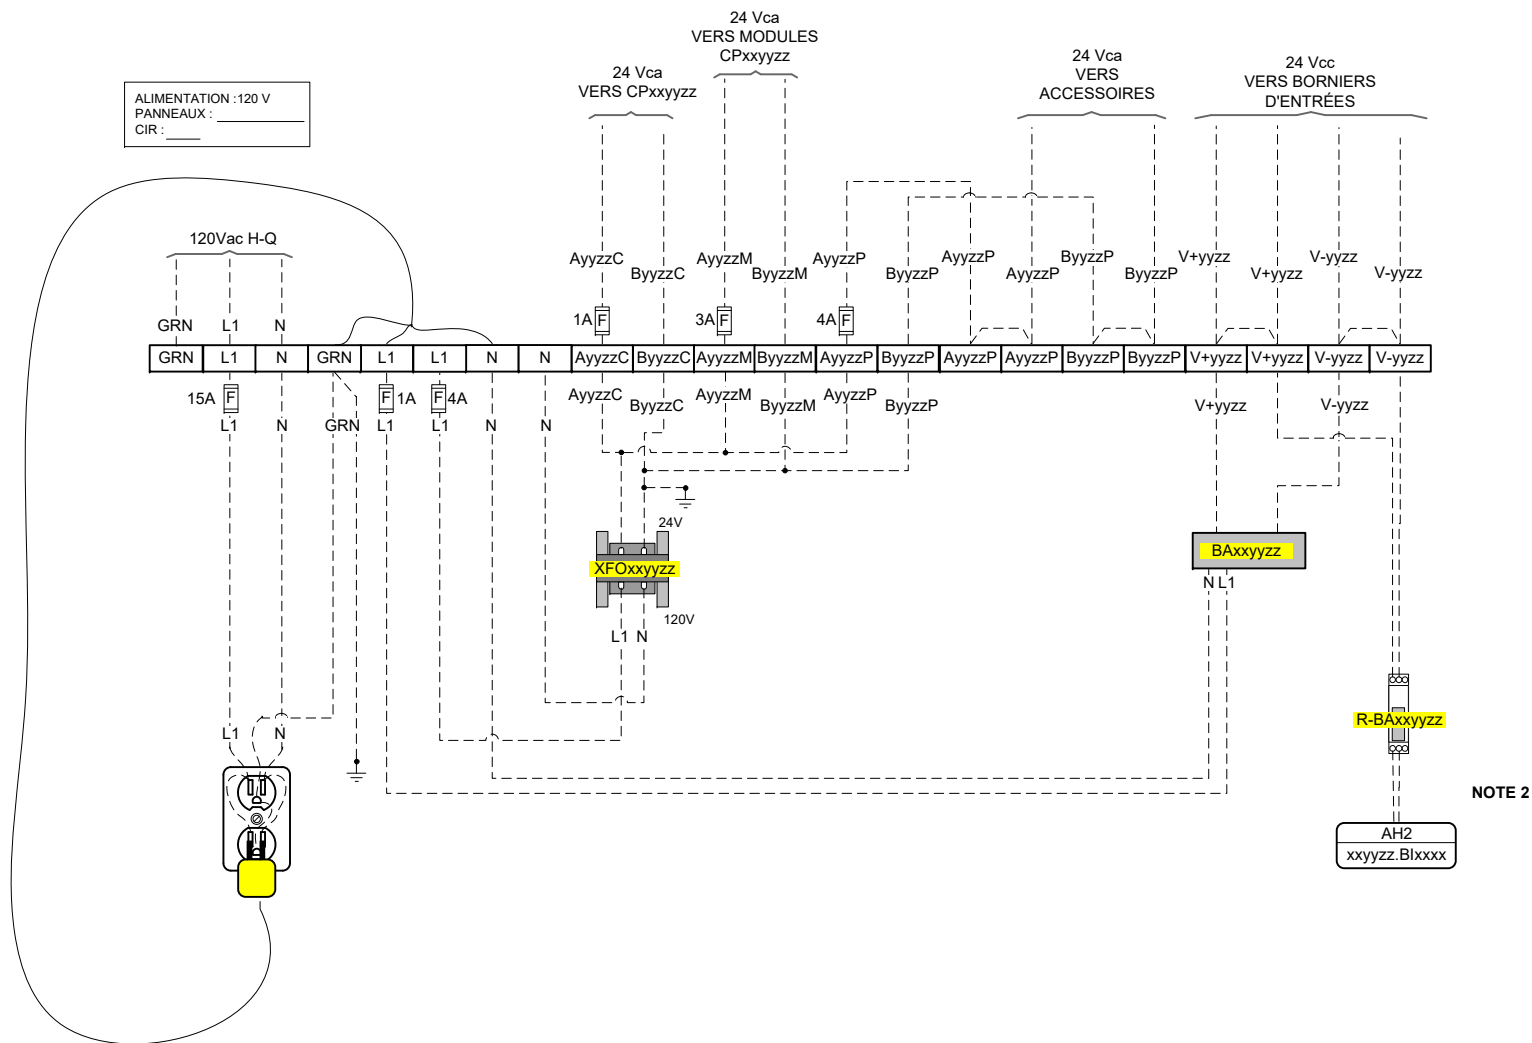 24 Vca
VERS MODULES
CPxxyyzz
24 Vca
VERS CPxxyyzz
24 Vca
VERS
ACCESSOIRES
24 Vcc
VERS BORNIERS
D'ENTRÉES
ALIMENTATION :120 V
PANNEAUX :
CIR :
120Vac H-Q
AyyzzC
ByyzzC
AyyzzM
ByyzzM
AyyzzP
ByyzzP
AyyzzP
AyyzzP
ByyzzP
ByyzzP
V+yyzz
V+yyzz
V-yyzz
V-yyzz
GRN L1 N
1A F
3A F
4A F
GRN L1 N GRN L1 L1 N N AyyzzC ByyzzC AyyzzM ByyzzM AyyzzP ByyzzP AyyzzP AyyzzP ByyzzP ByyzzP V+yyzz V+yyzz V-yyzz V-yyzz
15A F
F 1A
F 4A
AyyzzC ByyzzC AyyzzM ByyzzM AyyzzP ByyzzP
V+yyzz V-yyzz
L1 N GRN L1 L1 N N
24V
XFOxxyyzz
120V
L1 N
BAxxyyzz
N L1
R-BAxxyyzz
L1 N
NOTE 2
AH2
xxyyzz.BIxxxx